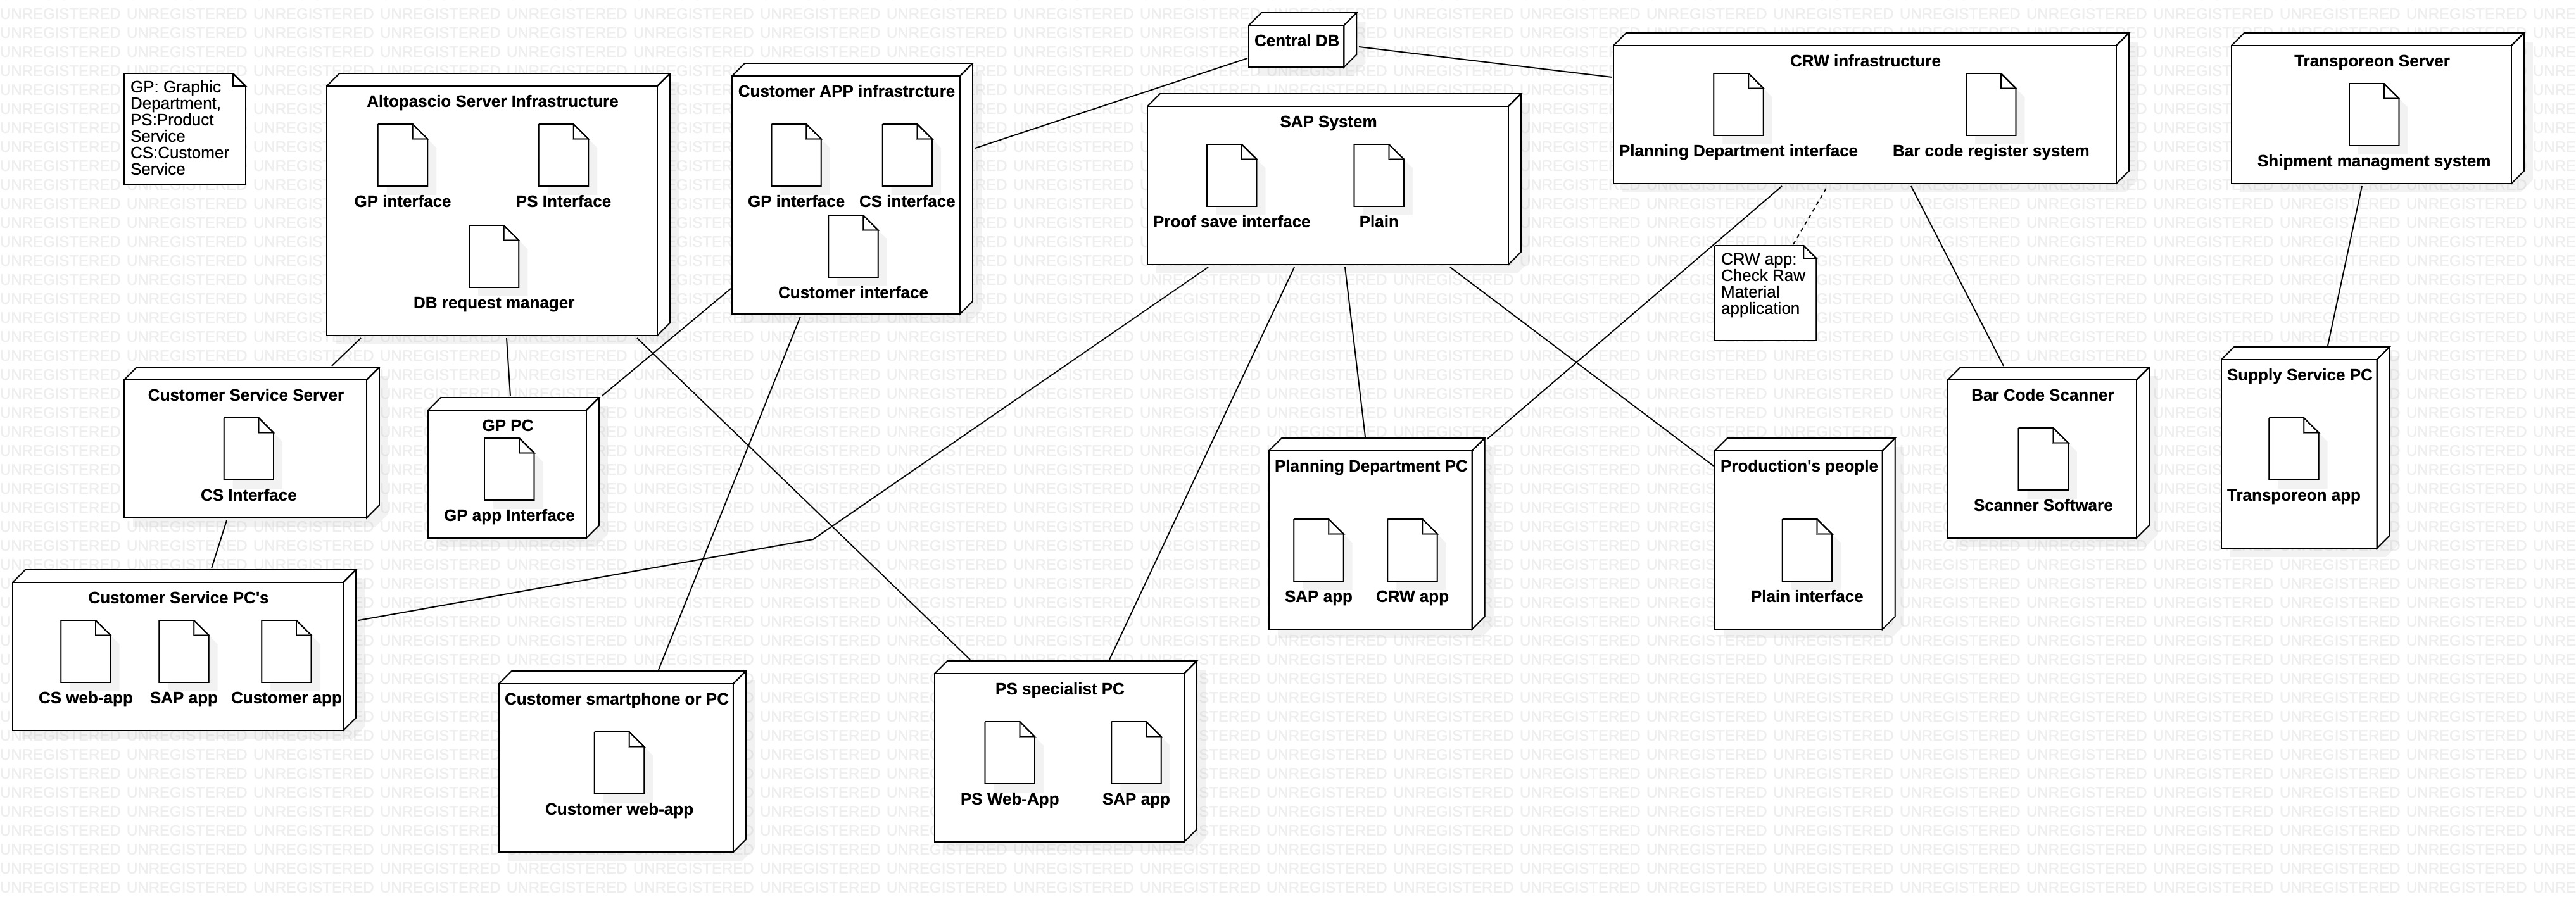 Central DB
GP: Graphic
Department,
PS:Product
Service
CS:Customer
Service
Altopascio Server Infrastructure
GP interface
PS Interface
DB request manager
Customer APP infrastrcture
GP interface
CS interface
Customer interface
SAP System
Proof save interface
Plain
CRW infrastructure
Planning Department interface
Bar code register system
Transporeon Server
Shipment managment system
CRW app:
Check Raw
Material
application
Customer Service Server
CS Interface
GP PC
GP app Interface
Planning Department PC
SAP app
CRW app
Production's people
Plain interface
Bar Code Scanner
Scanner Software
Supply Service PC
Transporeon app
Customer Service PC's
CS web-app
SAP app
Customer app
Customer smartphone or PC
Customer web-app
PS specialist PC
PS Web-App
SAP app
UNREGISTERED